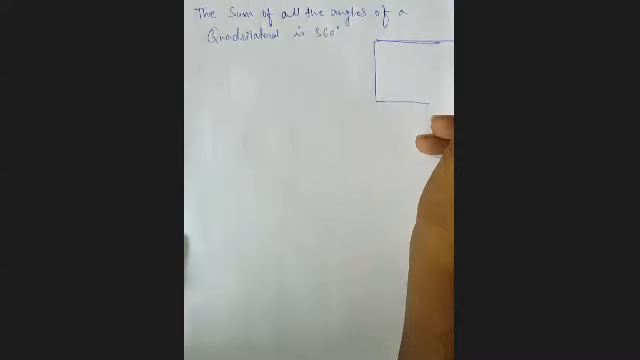 The Sum of all the angles of a
Quadrilateral is 360°